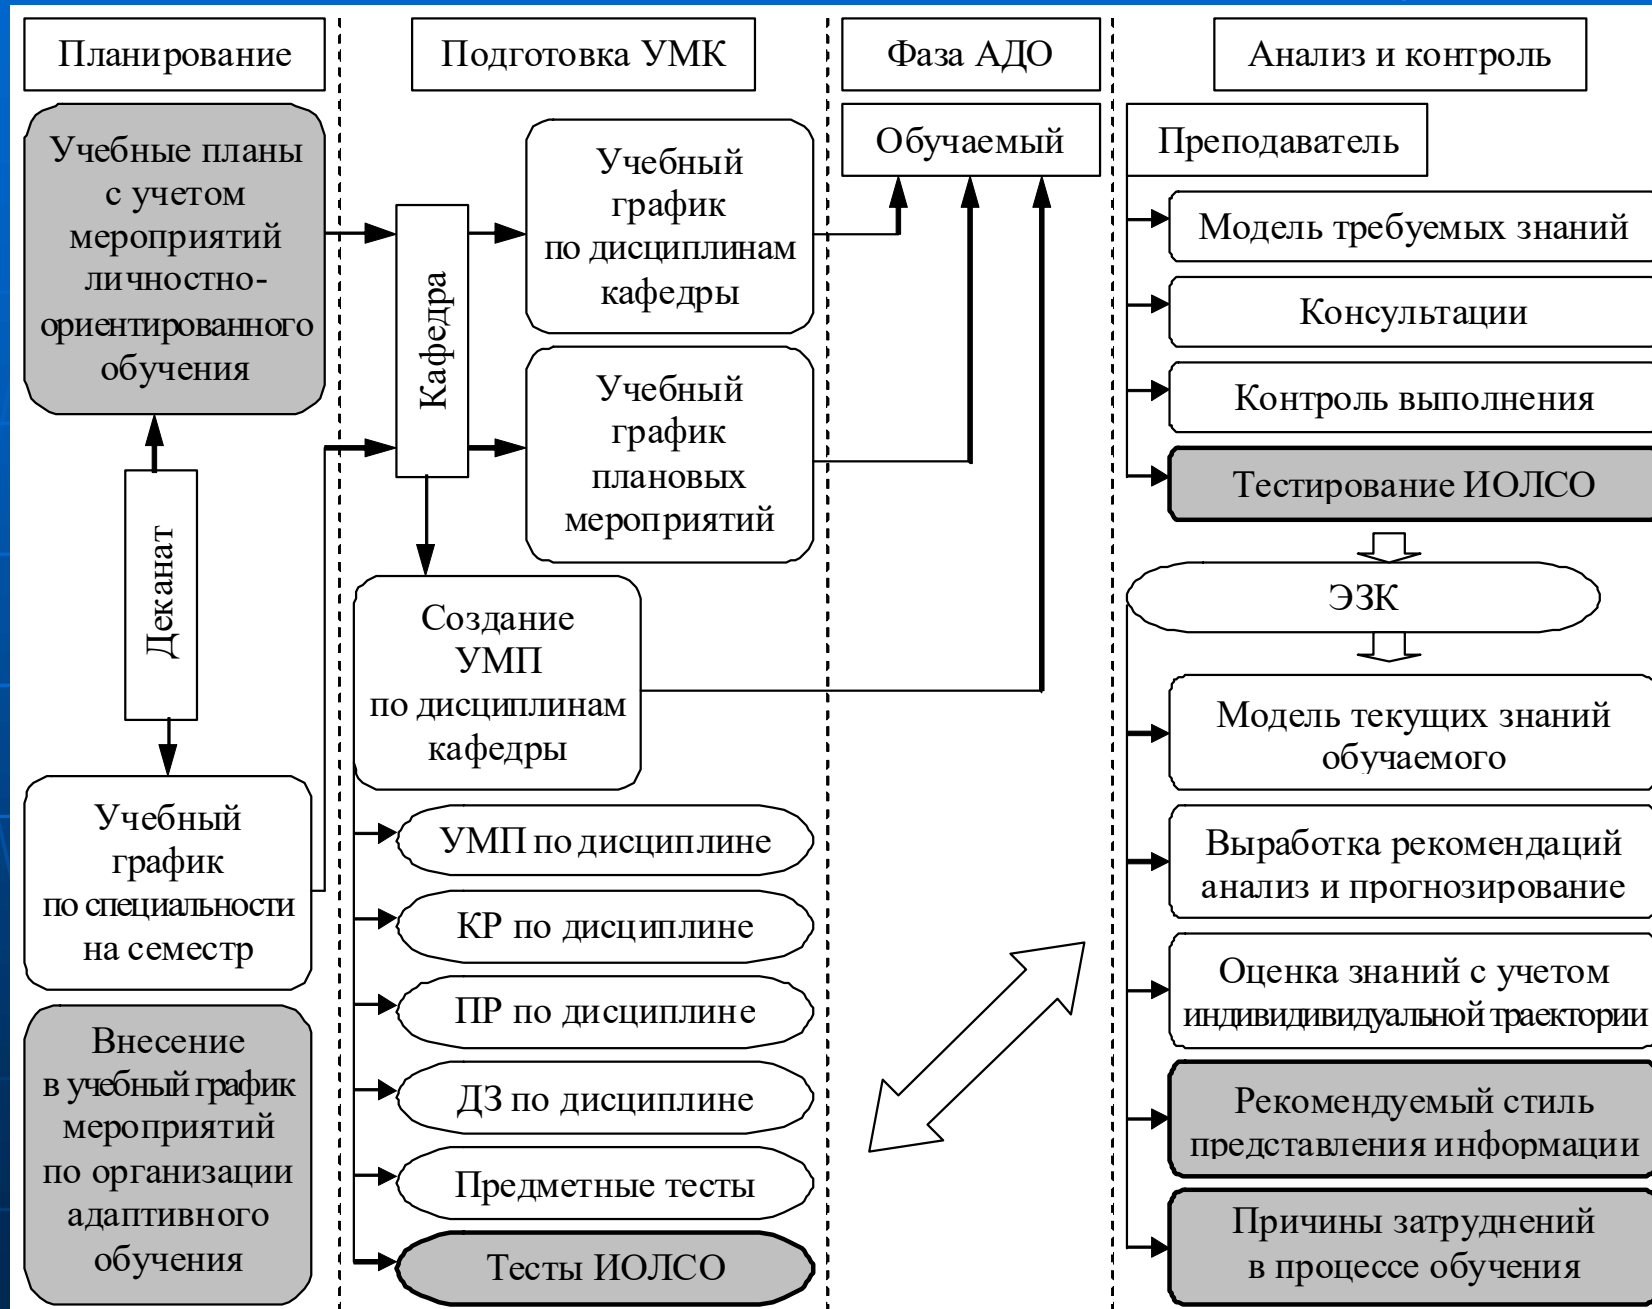 Планирование
Учебные планы
с учетом
мероприятий
личностно-
ориентированного
обучения
Деканат
Учебный
график
по специальности
на семестр
Внесение
в учебный график
мероприятий
по организации
адаптивного
обучения
Подготовка УМК
Кафедра
Учебный
график
по дисциплинам
кафедры
Учебный
график
плановых
мероприятий
Создание
УМП
по дисциплинам
кафедры
УМП по дисциплине
КР по дисциплине
ПР по дисциплине
ДЗ по дисциплине
Предметные тесты
Тесты ИОЛСО
Фаза АДО
Обучаемый
Анализ и контроль
Преподаватель
Модель требуемых знаний
Консультации
Контроль выполнения
Тестирование ИОЛСО
ЭЗК
Модель текущих знаний
обучаемого
Выработка рекомендаций
анализ и прогнозирование
Оценка знаний с учетом
индивидивидуальной траектории
Рекомендуемый стиль
представления информации
Причины затруднений
в процессе обучения